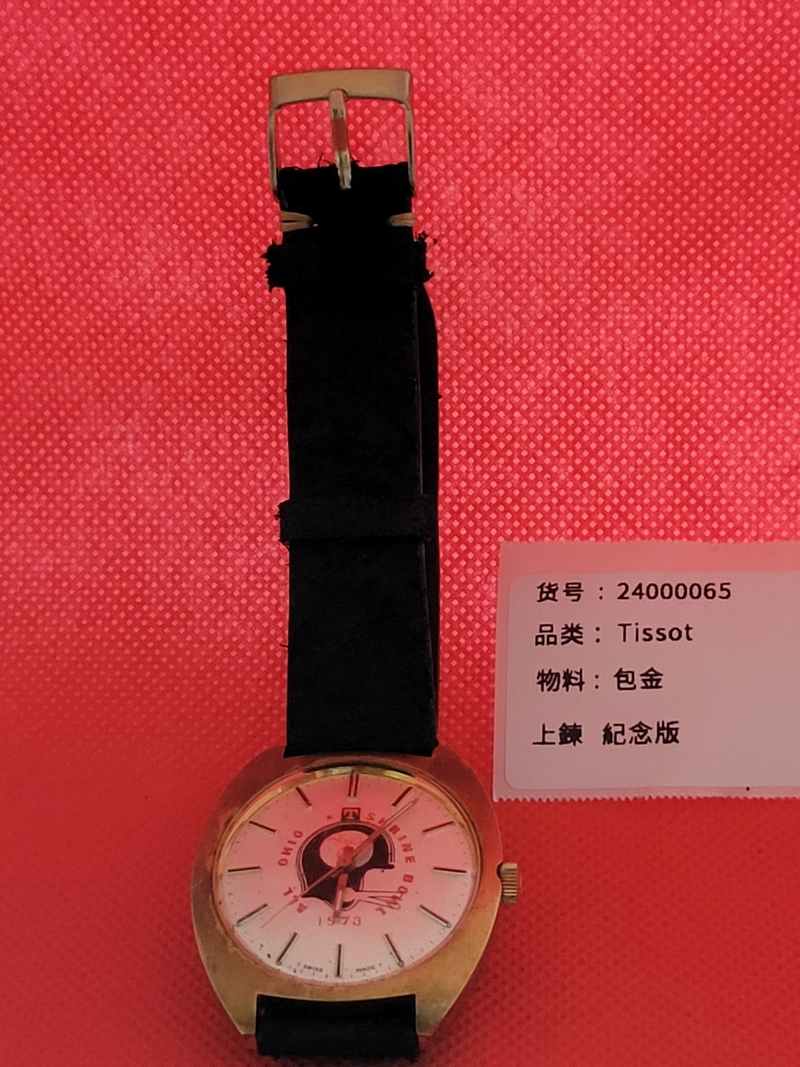 货号：24000065
品类：Tissot
物料：包金
上鍊 紀念版
T
ALL OHIO * SHRINE BOWL
1973
T SWISS MADE T